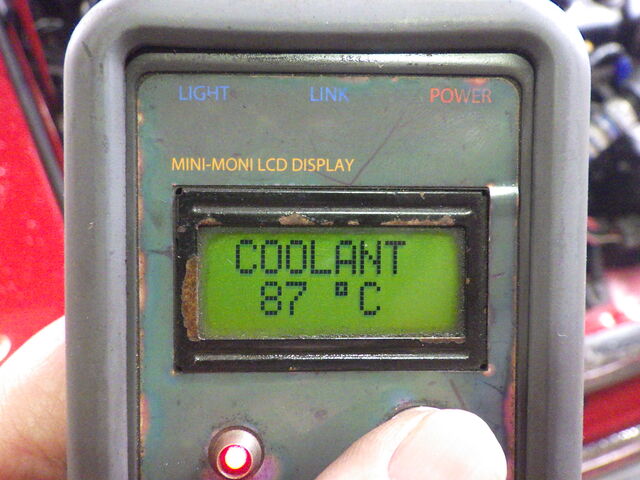 LIGHT LINK POWER
MINI-MONI LCD DISPLAY
COOLANT
87 °C